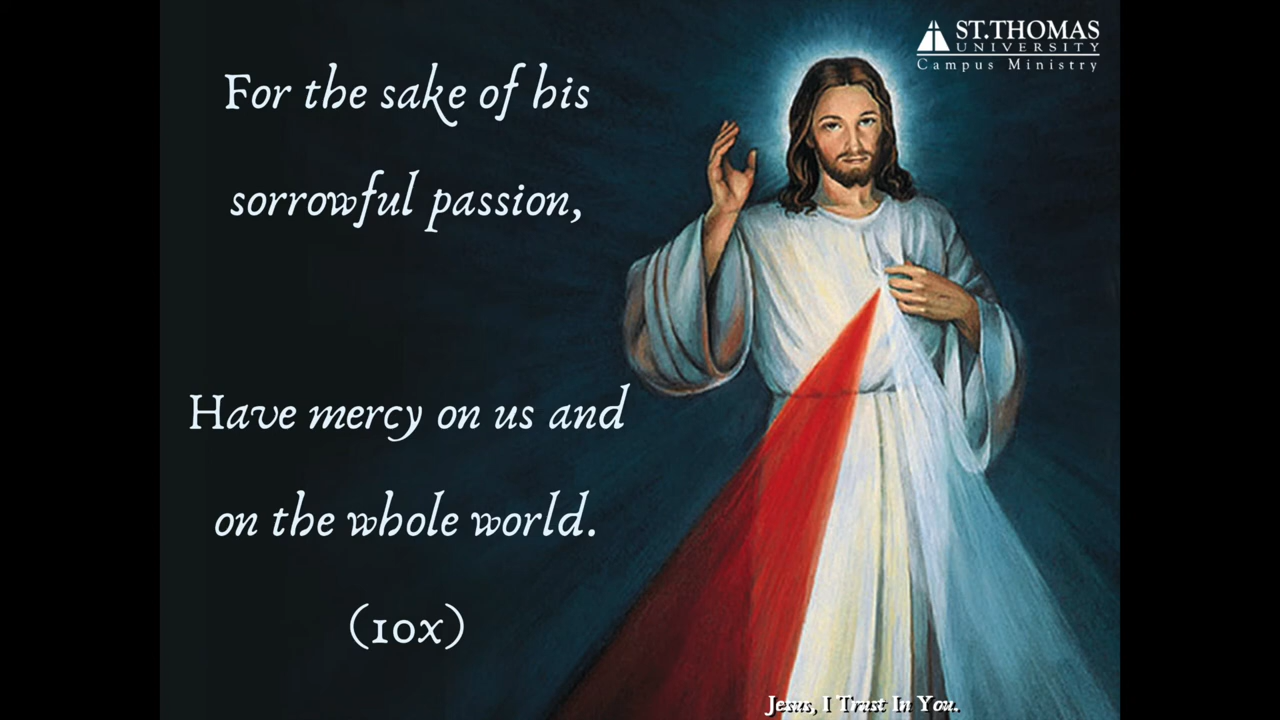 For the sake of his
sorrowful passion,
Have mercy on us and
on the whole world.
(10x)
ST.THOMAS
UNIVERSITY
Campus Ministry
Jesus, I Trust In You.